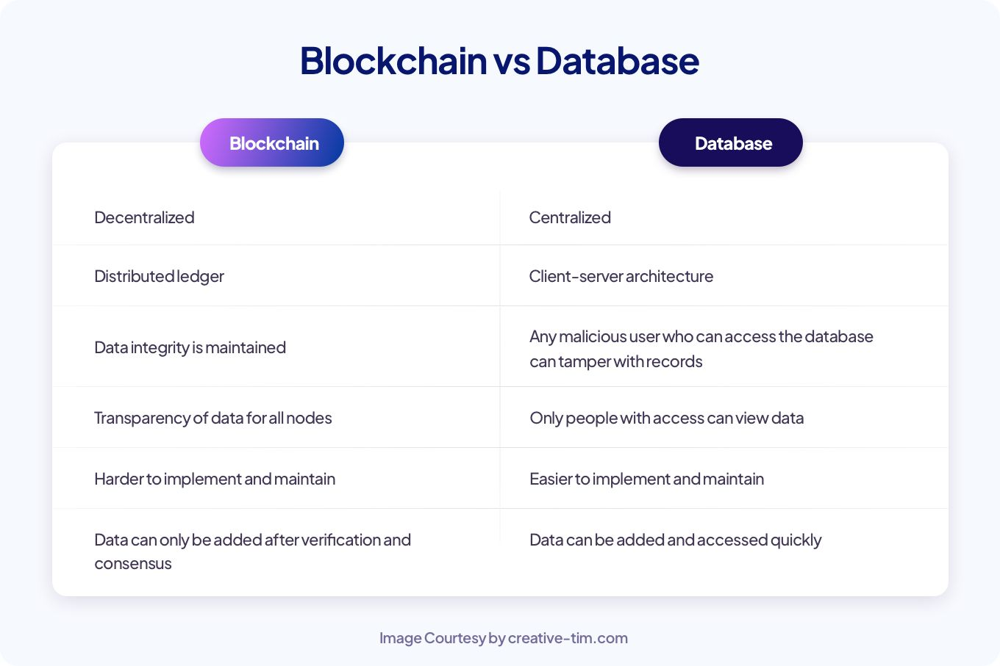 Blockchain vs Database
Blockchain
Database
Decentralized
Centralized
Distributed ledger
Client-server architecture
Data integrity is maintained
Any malicious user who can access the database
can tamper with records
Transparency of data for all nodes
Only people with access can view data
Harder to implement and maintain
Easier to implement and maintain
Data can only be added after verification and
consensus
Data can be added and accessed quickly
Image Courtesy by creative-tim.com